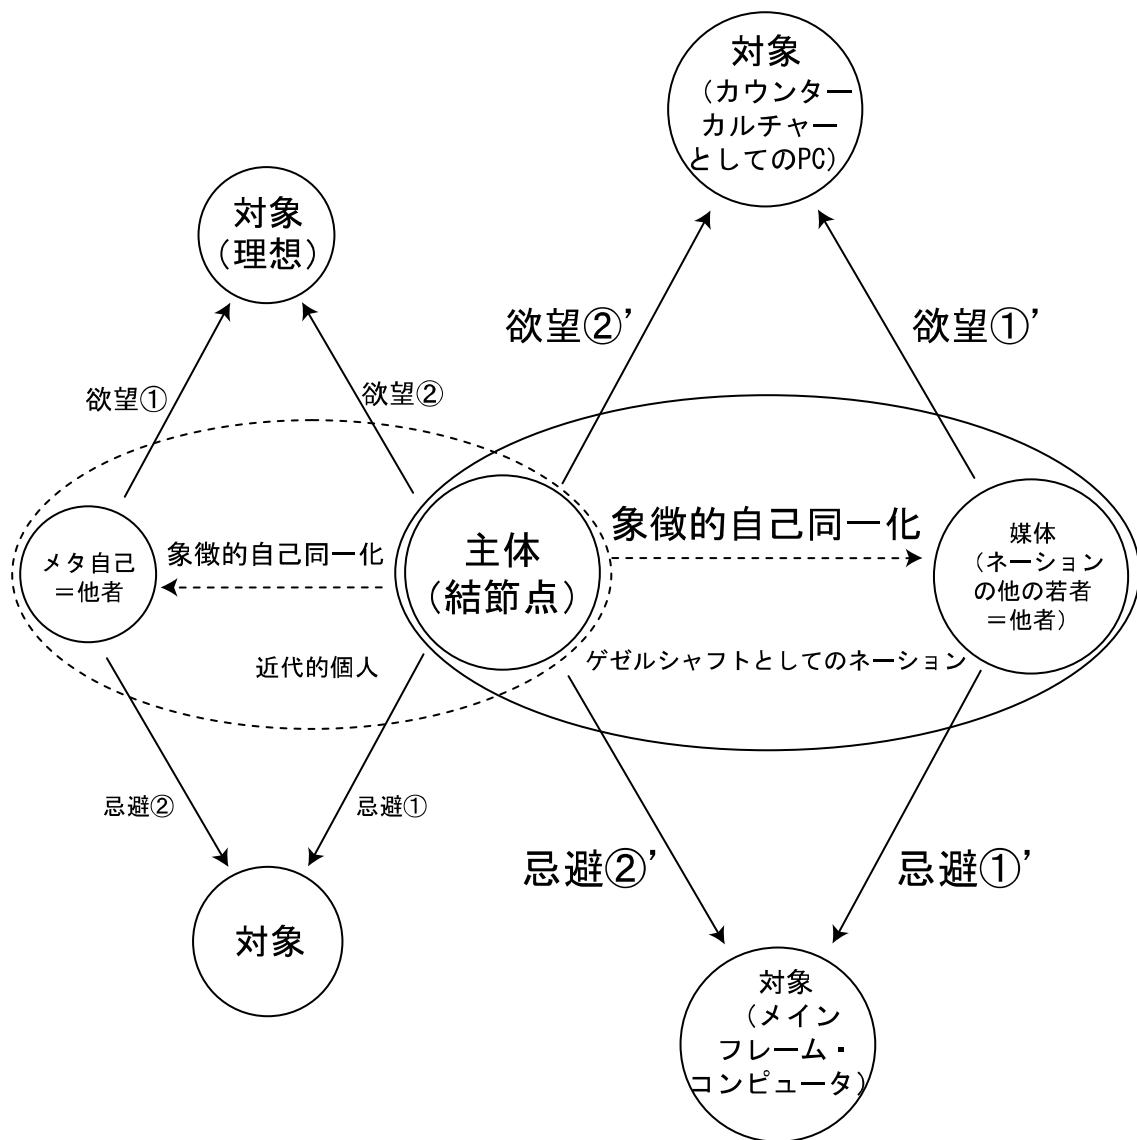 対象
（カウンター
カルチャー
としてのPC）
対象
（理想）
欲望②’
欲望①’
欲望①
欲望②
象徴的自己同一化
媒体
（ネーション
の他の若者
＝他者）
主体
（結節点）
象徴的自己同一化
メタ自己
＝他者
近代的個人
ゲゼルシャフトとしてのネーション
忌避②
忌避①
忌避②’
忌避①’
対象
対象
（メイン
フレーム・
コンピュータ）